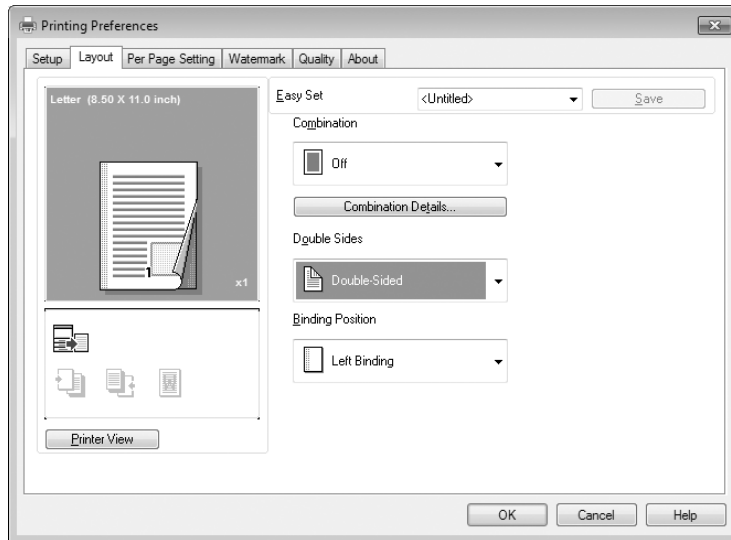 Printing Preferences
Setup Layout Per Page Setting Watermark Quality About
Letter (8.50 X 11.0 inch)
1
x1
Printer View
Easy Set <Untitled> Save
Combination
Off
Combination Details...
Double Sides
Double-Sided
Binding Position
Left Binding
OK Cancel Help